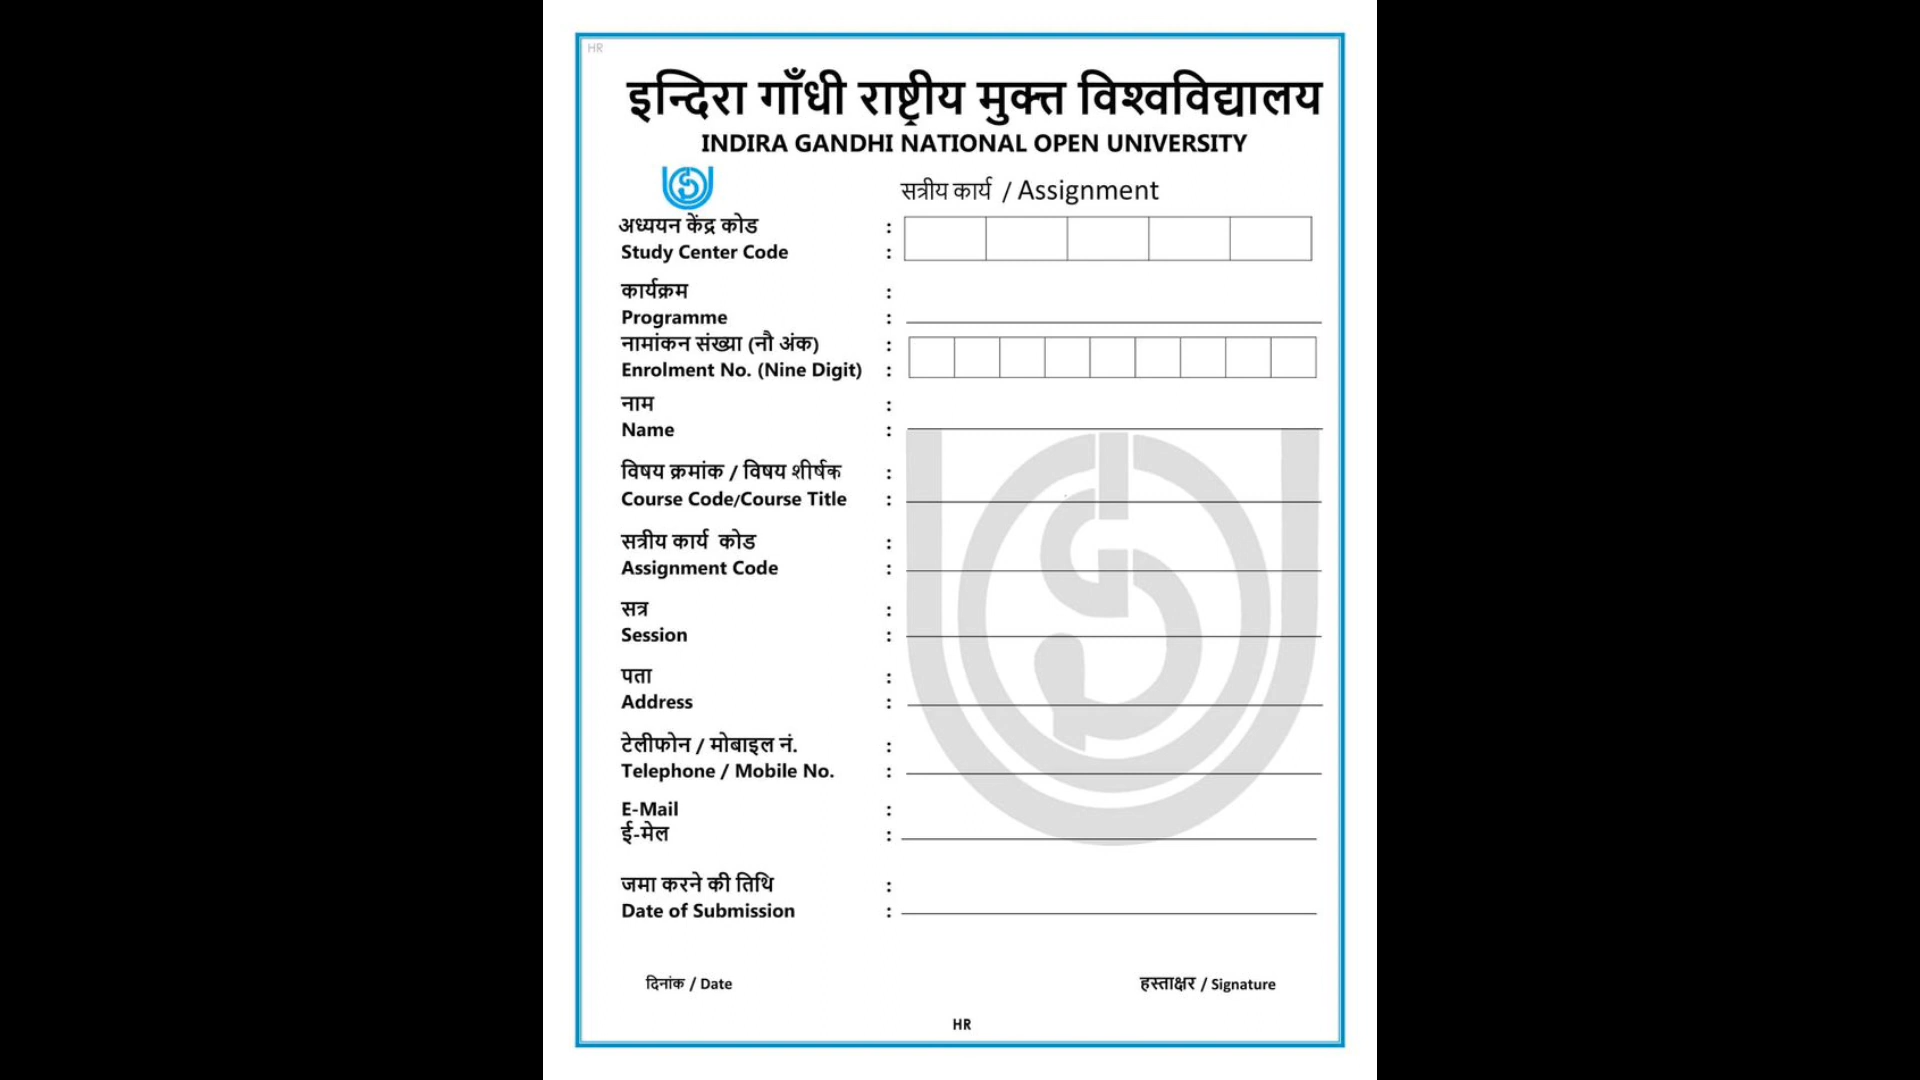 HR
इन्दिरा गाँधी राष्ट्रीय मुक्त विश्वविद्यालय
INDIRA GANDHI NATIONAL OPEN UNIVERSITY
सत्रीय कार्य / Assignment
अध्ययन केंद्र कोड :
Study Center Code :
कार्यक्रम :
Programme :
नामांकन संख्या (नौ अंक) :
Enrolment No. (Nine Digit) :
नाम :
Name :
विषय क्रमांक / विषय शीर्षक :
Course Code/Course Title :
सत्रीय कार्य कोड :
Assignment Code :
सत्र :
Session :
पता :
Address :
टेलीफोन / मोबाइल नं. :
Telephone / Mobile No. :
E-Mail :
ई-मेल :
जमा करने की तिथि :
Date of Submission :
दिनांक / Date हस्ताक्षर / Signature
HR